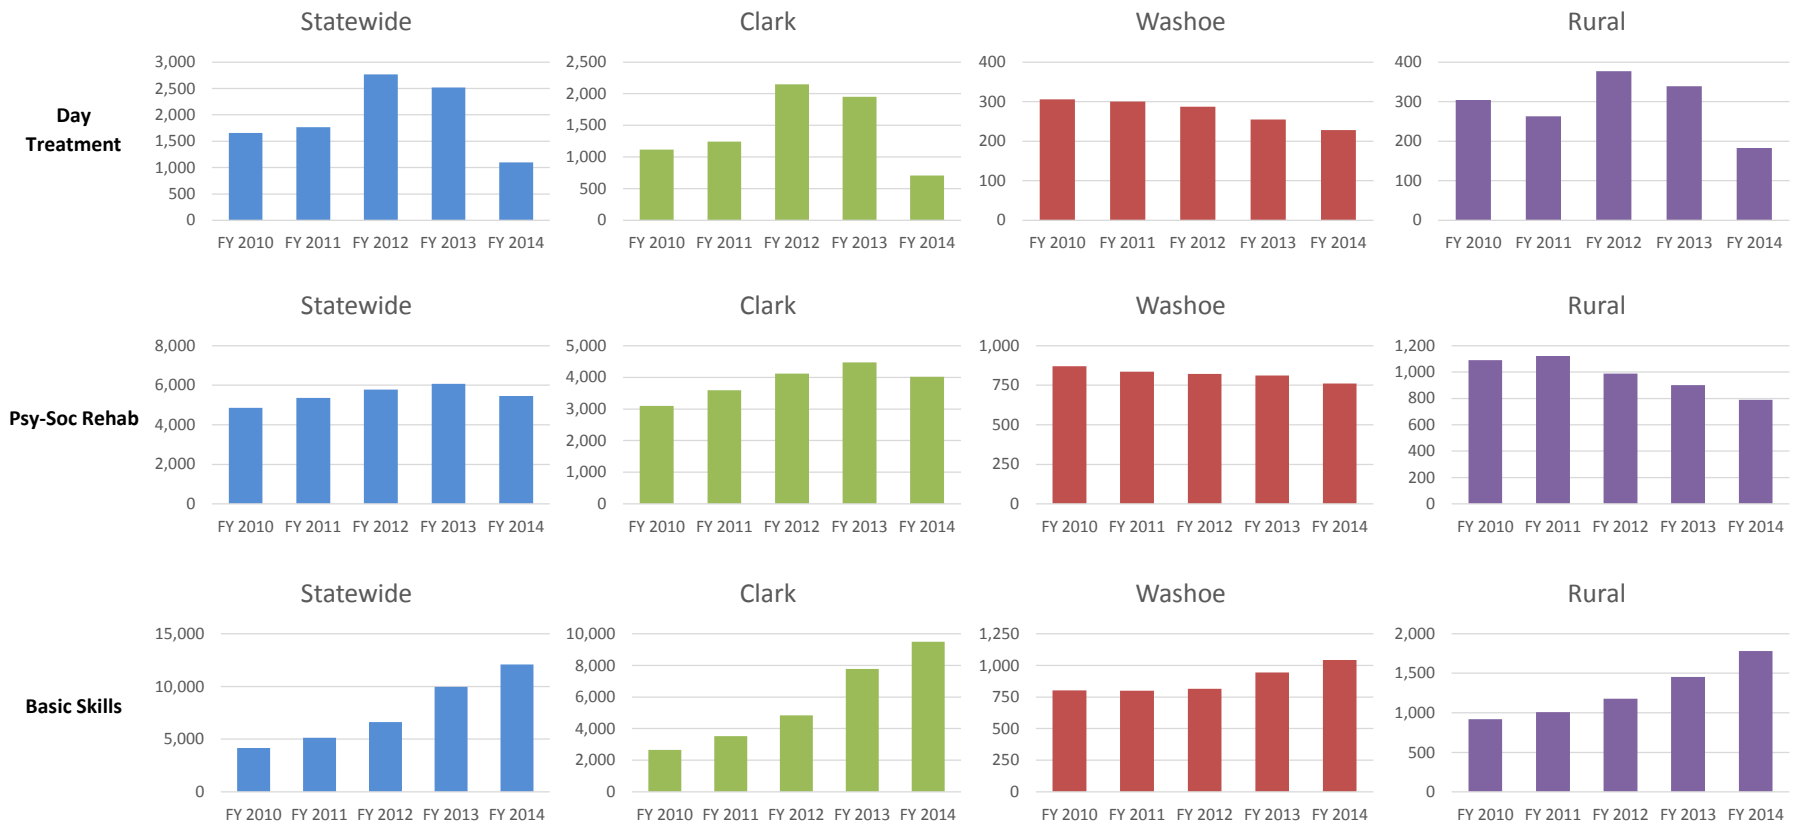 Statewide
Clark
Washoe
Rural
Day
Treatment
3,000
2,500
2,000
1,500
1,000
500
0
FY 2010 FY 2011 FY 2012 FY 2013 FY 2014
2,500
2,000
1,500
1,000
500
0
FY 2010 FY 2011 FY 2012 FY 2013 FY 2014
400
300
200
100
0
FY 2010 FY 2011 FY 2012 FY 2013 FY 2014
400
300
200
100
0
FY 2010 FY 2011 FY 2012 FY 2013 FY 2014
Statewide
Clark
Washoe
Rural
Psy-Soc Rehab
8,000
6,000
4,000
2,000
0
FY 2010 FY 2011 FY 2012 FY 2013 FY 2014
5,000
4,000
3,000
2,000
1,000
0
FY 2010 FY 2011 FY 2012 FY 2013 FY 2014
1,000
750
500
250
0
FY 2010 FY 2011 FY 2012 FY 2013 FY 2014
1,200
1,000
800
600
400
200
0
FY 2010 FY 2011 FY 2012 FY 2013 FY 2014
Statewide
Clark
Washoe
Rural
Basic Skills
15,000
10,000
5,000
0
FY 2010 FY 2011 FY 2012 FY 2013 FY 2014
10,000
8,000
6,000
4,000
2,000
0
FY 2010 FY 2011 FY 2012 FY 2013 FY 2014
1,250
1,000
750
500
250
0
FY 2010 FY 2011 FY 2012 FY 2013 FY 2014
2,000
1,500
1,000
500
0
FY 2010 FY 2011 FY 2012 FY 2013 FY 2014